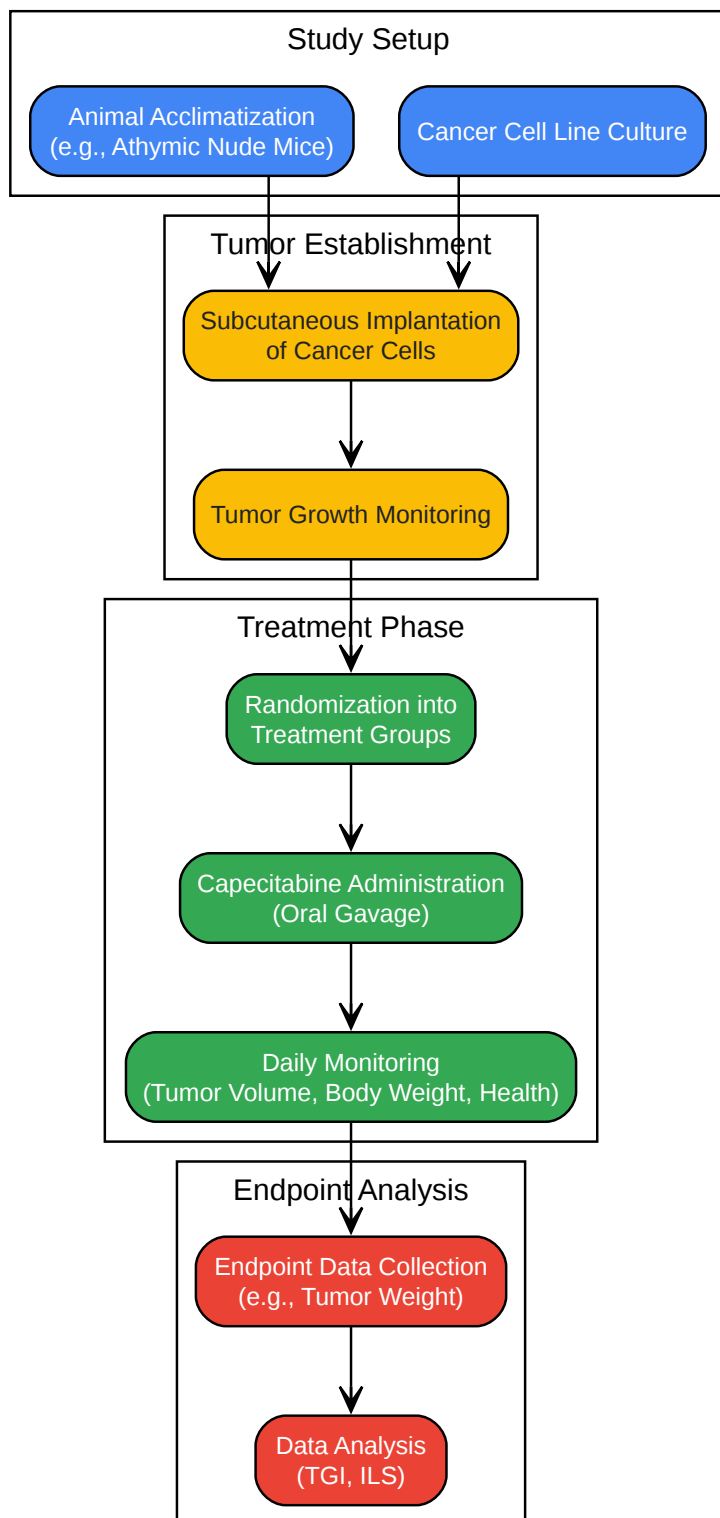 Study Setup
Animal Acclimatization
(e.g., Athymic Nude Mice)
Cancer Cell Line Culture
Tumor Establishment
Subcutaneous Implantation
of Cancer Cells
Tumor Growth Monitoring
Treatment Phase
Randomization into
Treatment Groups
Capecitabine Administration
(Oral Gavage)
Daily Monitoring
(Tumor Volume, Body Weight, Health)
Endpoint Analysis
Endpoint Data Collection
(e.g., Tumor Weight)
Data Analysis
(TGI, ILS)